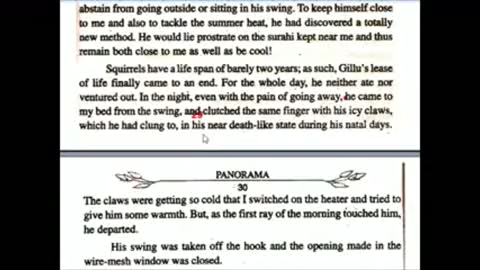 abstain from going outside or sitting in his swing. To keep himself close
to me and also to tackle the summer heat, he had discovered a totally
new method. He would lie prostrate on the surahi kept near me and thus
remain both close to me as well as be cool!
Squirrels have a life span of barely two years; as such, Gillu's lease
of life finally came to an end. For the whole day, he neither ate nor
ventured out. In the night, even with the pain of going away, he came to
my bed from the swing, and clutched the same finger with his icy claws,
which he had clung to, in his near death-like state during his natal days.
PANORAMA
30
The claws were getting so cold that I switched on the heater and tried to
give him some warmth. But, as the first ray of the morning touched him,
he departed.
His swing was taken off the hook and the opening made in the
wire-mesh window was closed.